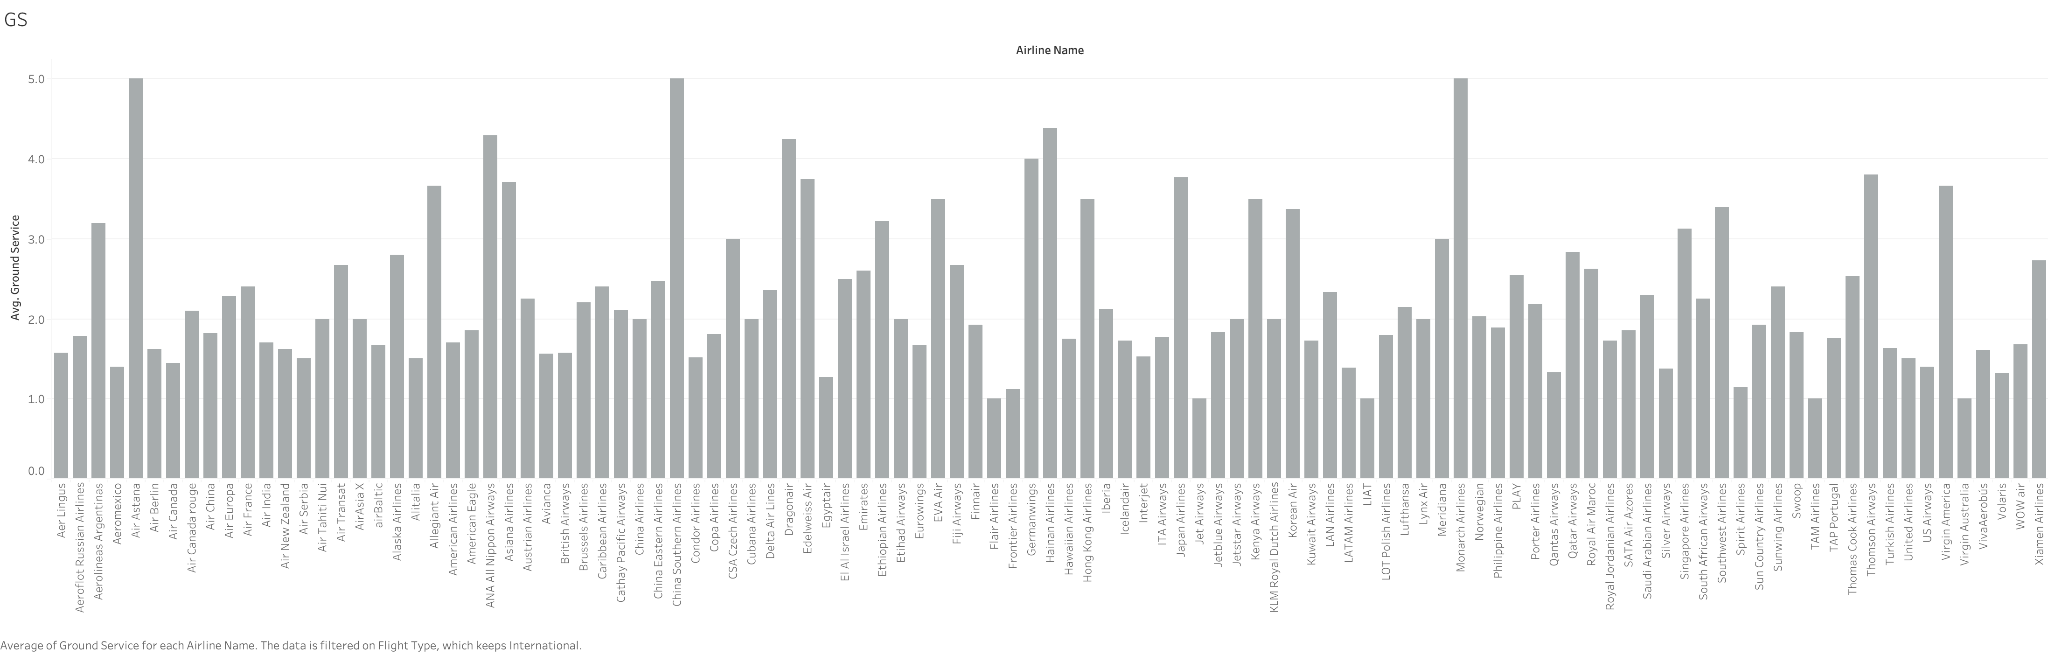 GS
Airline Name
Avg. Ground Service
5.0
4.0
3.0
2.0
1.0
0.0
Aer Lingus
Aeroflot Russian Airlines
Aerolineas Argentinas
Aeromexico
Air Astana
Air Berlin
Air Canada
Air Canada rouge
Air China
Air Europa
Air France
Air India
Air New Zealand
Air Serbia
Air Tahiti Nui
Air Transat
AirAsia X
airBaltic
Alaska Airlines
Alitalia
Allegiant Air
American Airlines
American Eagle
ANA All Nippon Airways
Asiana Airlines
Austrian Airlines
Avianca
British Airways
Brussels Airlines
Caribbean Airlines
Cathay Pacific Airways
China Airlines
China Eastern Airlines
China Southern Airlines
Condor Airlines
Copa Airlines
CSA Czech Airlines
Cubana Airlines
Delta Air Lines
Dragonair
Edelweiss Air
Egyptair
El Al Israel Airlines
Emirates
Ethiopian Airlines
Etihad Airways
Eurowings
EVA Air
Fiji Airways
Finnair
Flair Airlines
Frontier Airlines
Germanwings
Hainan Airlines
Hawaiian Airlines
Hong Kong Airlines
Iberia
Icelandair
Interjet
ITA Airways
Japan Airlines
Jet Airways
Jetblue Airways
Jetstar Airways
Kenya Airways
KLM Royal Dutch Airlines
Korean Air
Kuwait Airways
LAN Airlines
LATAM Airlines
LIAT
LOT Polish Airlines
Lufthansa
Lynx Air
Meridiana
Monarch Airlines
Norwegian
Philippine Airlines
PLAY
Porter Airlines
Qantas Airways
Qatar Airways
Royal Air Maroc
Royal Jordanian Airlines
SATA Air Azores
Saudi Arabian Airlines
Silver Airways
Singapore Airlines
South African Airways
Southwest Airlines
Spirit Airlines
Sun Country Airlines
Sunwing Airlines
Swoop
TAM Airlines
TAP Portugal
Thomas Cook Airlines
Thomson Airways
Turkish Airlines
United Airlines
US Airways
Virgin America
Virgin Australia
VivaAerobús
Volaris
WOW air
Xiamen Airlines
Average of Ground Service for each Airline Name. The data is filtered on Flight Type, which keeps International.